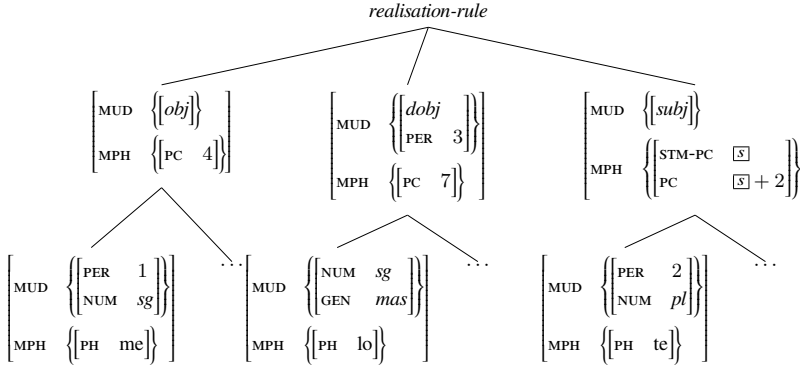 realisation-rule
MUD {[obj]}
MPH {[PC 4]}
MUD {[dobj
PER 3]}
MPH {[PC 7]}
MUD {[subj]}
MPH {[STM-PC s
PC s + 2]}
MUD {[PER 1
NUM sg]}
MPH {[PH me]}
...
MUD {[NUM sg
GEN mas]}
MPH {[PH lo]}
...
MUD {[PER 2
NUM pl]}
MPH {[PH te]}
...